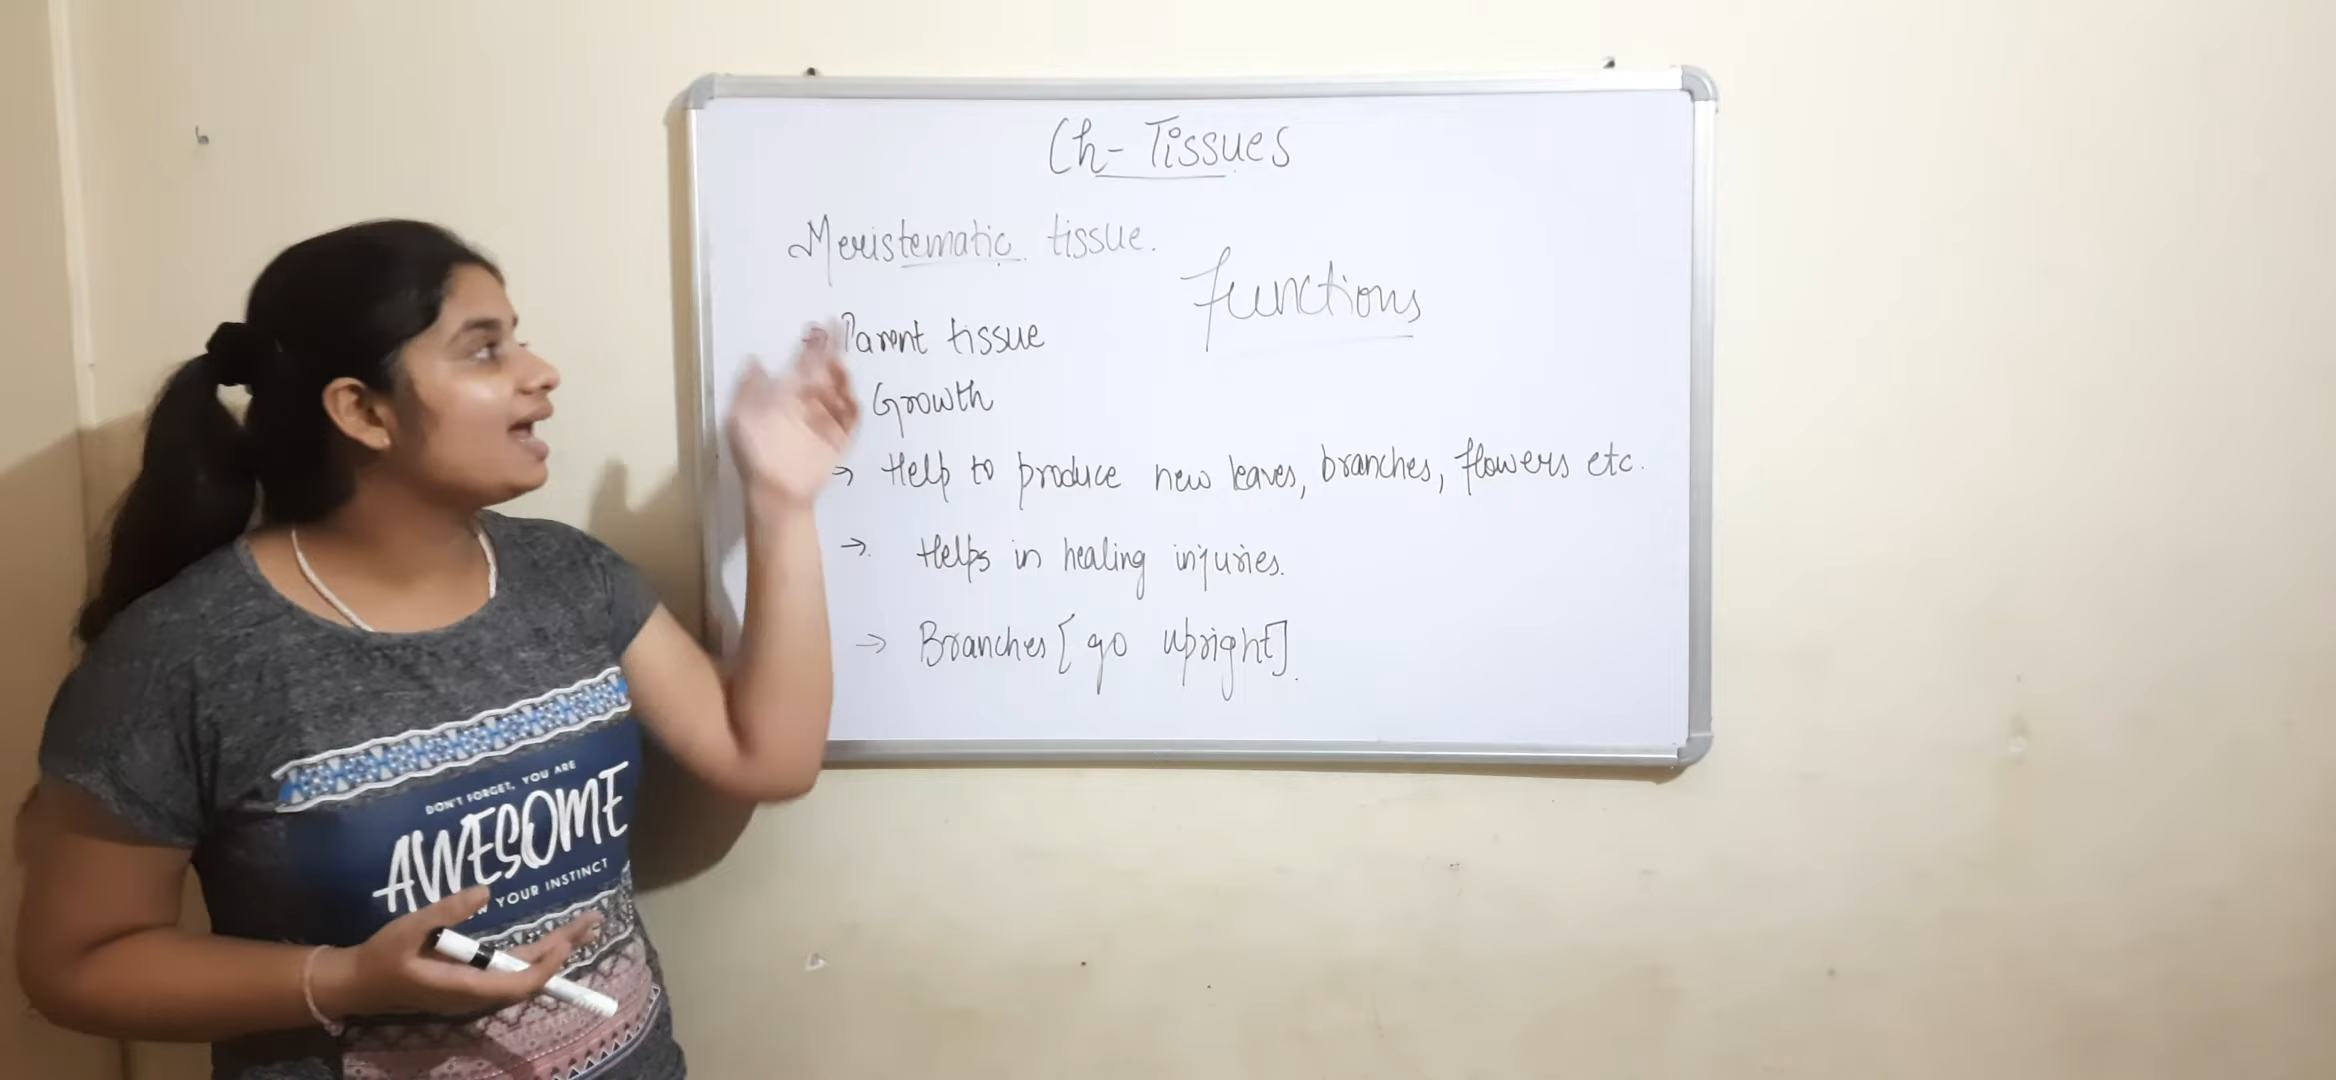 Ch- Tissues
Meristematic tissue.
Functions
→ Parent tissue
Growth
→ Help to produce new leaves, branches, flowers etc.
→ Helps in healing injuries.
→ Branches [go upright].
DON'T FORGET, YOU ARE
AWESOME
YOUR INSTINCT